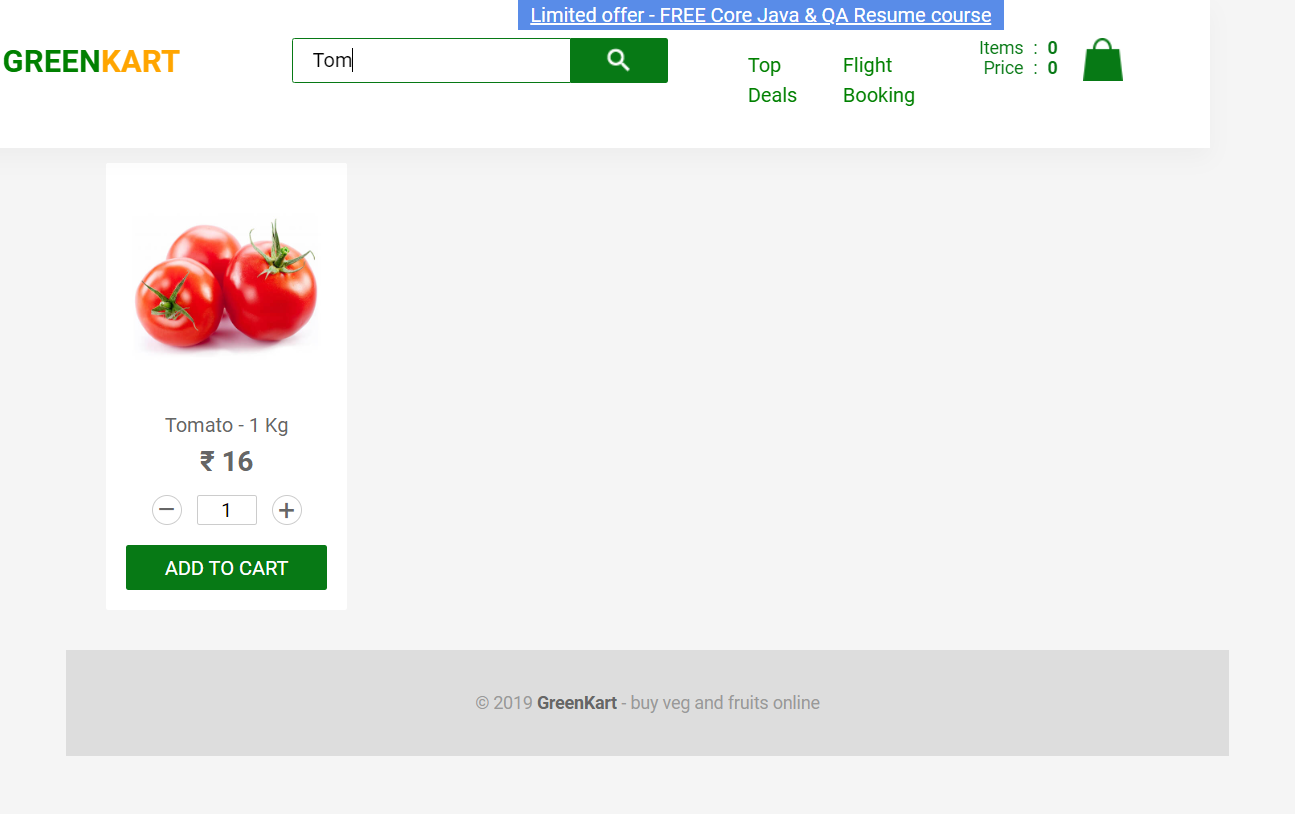 Limited offer - FREE Core Java & QA Resume course
GREENKART
Tom
Top
Deals
Flight
Booking
Items : 0
Price : 0
Tomato - 1 Kg
₹ 16
− 1 +
ADD TO CART
© 2019 GreenKart - buy veg and fruits online